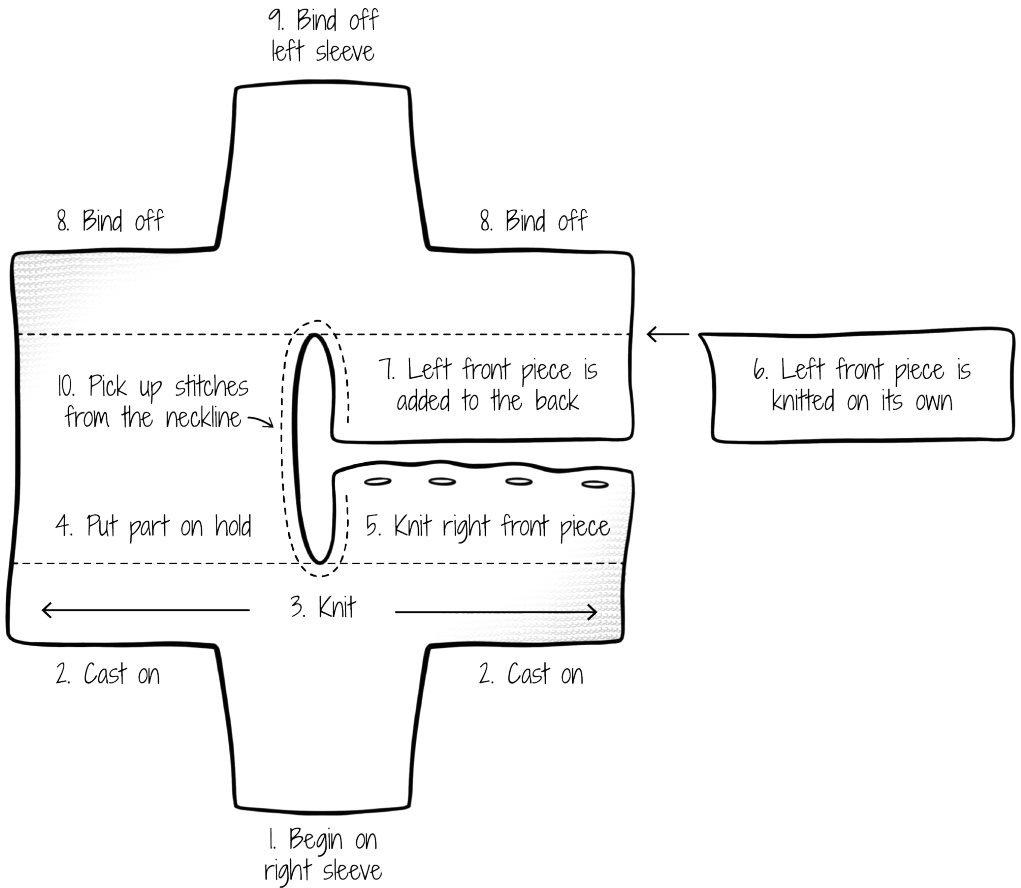 9. Bind off
left sleeve
8. Bind off
8. Bind off
10. Pick up stitches
from the neckline
7. Left front piece is
added to the back
6. Left front piece is
knitted on its own
4. Put part on hold
5. Knit right front piece
3. Knit
2. Cast on
2. Cast on
1. Begin on
right sleeve